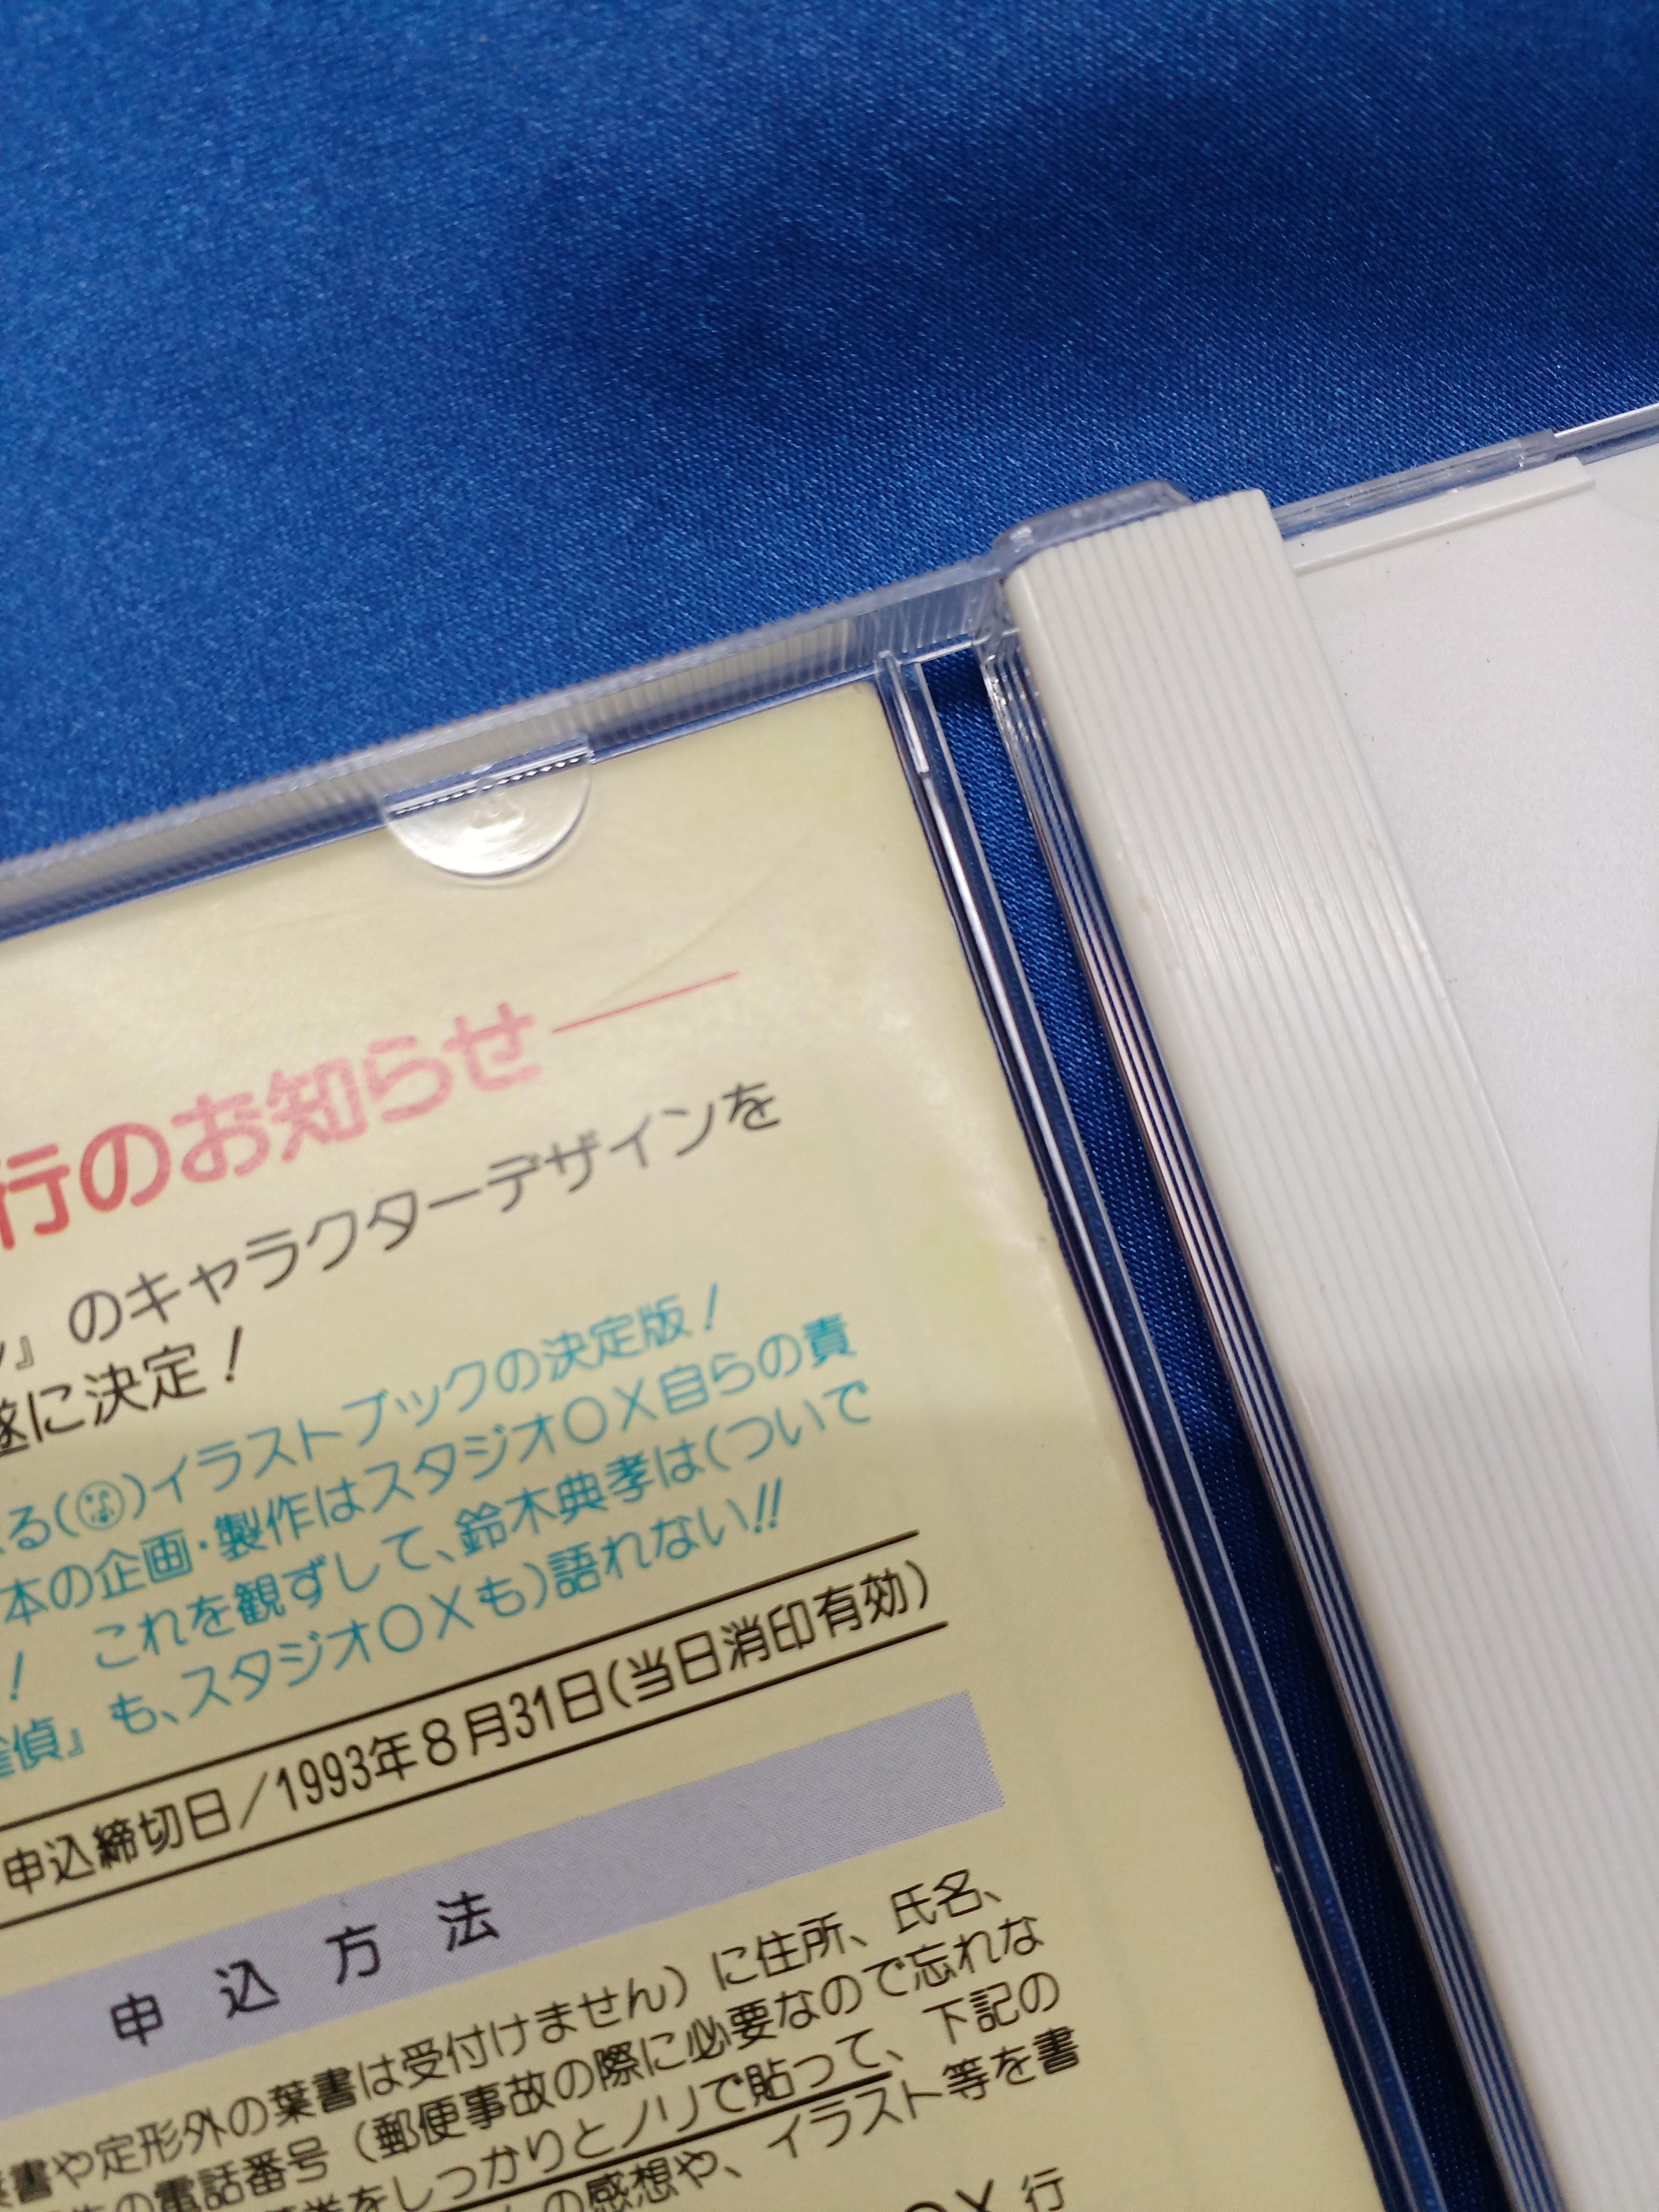 行のお知らせ
』のキャラクターデザインを
遂に決定！
る(㊙)イラストブックの決定版！
本の企画・製作はスタジオOX自らの責
！　これを観ずして、鈴木典孝は(ついで
偵』も、スタジオOXも)語れない!!
申込締切日／1993年８月31日(当日消印有効)
申込方法
葉書や定形外の葉書は受付けません)に住所、氏名、
の電話番号（郵便事故の際に必要なので忘れな
をしっかりとノリで貼って、下記の
の感想や、イラスト等を書
OX 行